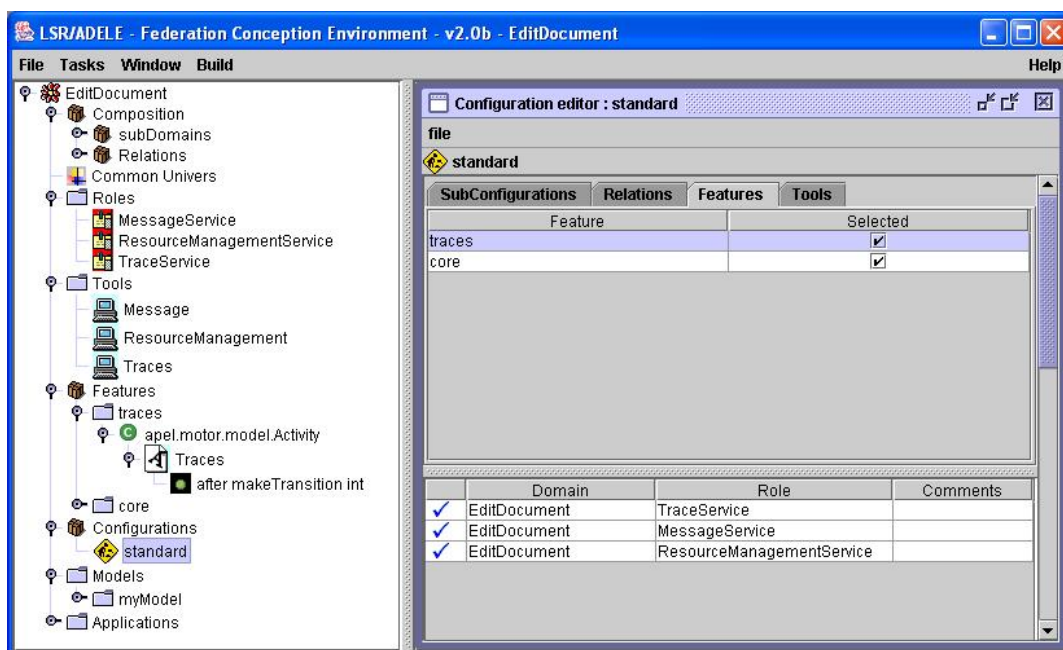 LSR/ADELE - Federation Conception Environment - v2.0b - EditDocument
File Tasks Window Build Help
EditDocument
Composition
subDomains
Relations
Common Univers
Roles
MessageService
ResourceManagementService
TraceService
Tools
Message
ResourceManagement
Traces
Features
traces
apel.motor.model.Activity
Traces
after makeTransition int
core
Configurations
standard
Models
myModel
Applications
Configuration editor : standard
file
standard
SubConfigurations Relations Features Tools
Feature Selected
traces
core
Domain Role Comments
EditDocument TraceService
EditDocument MessageService
EditDocument ResourceManagementService